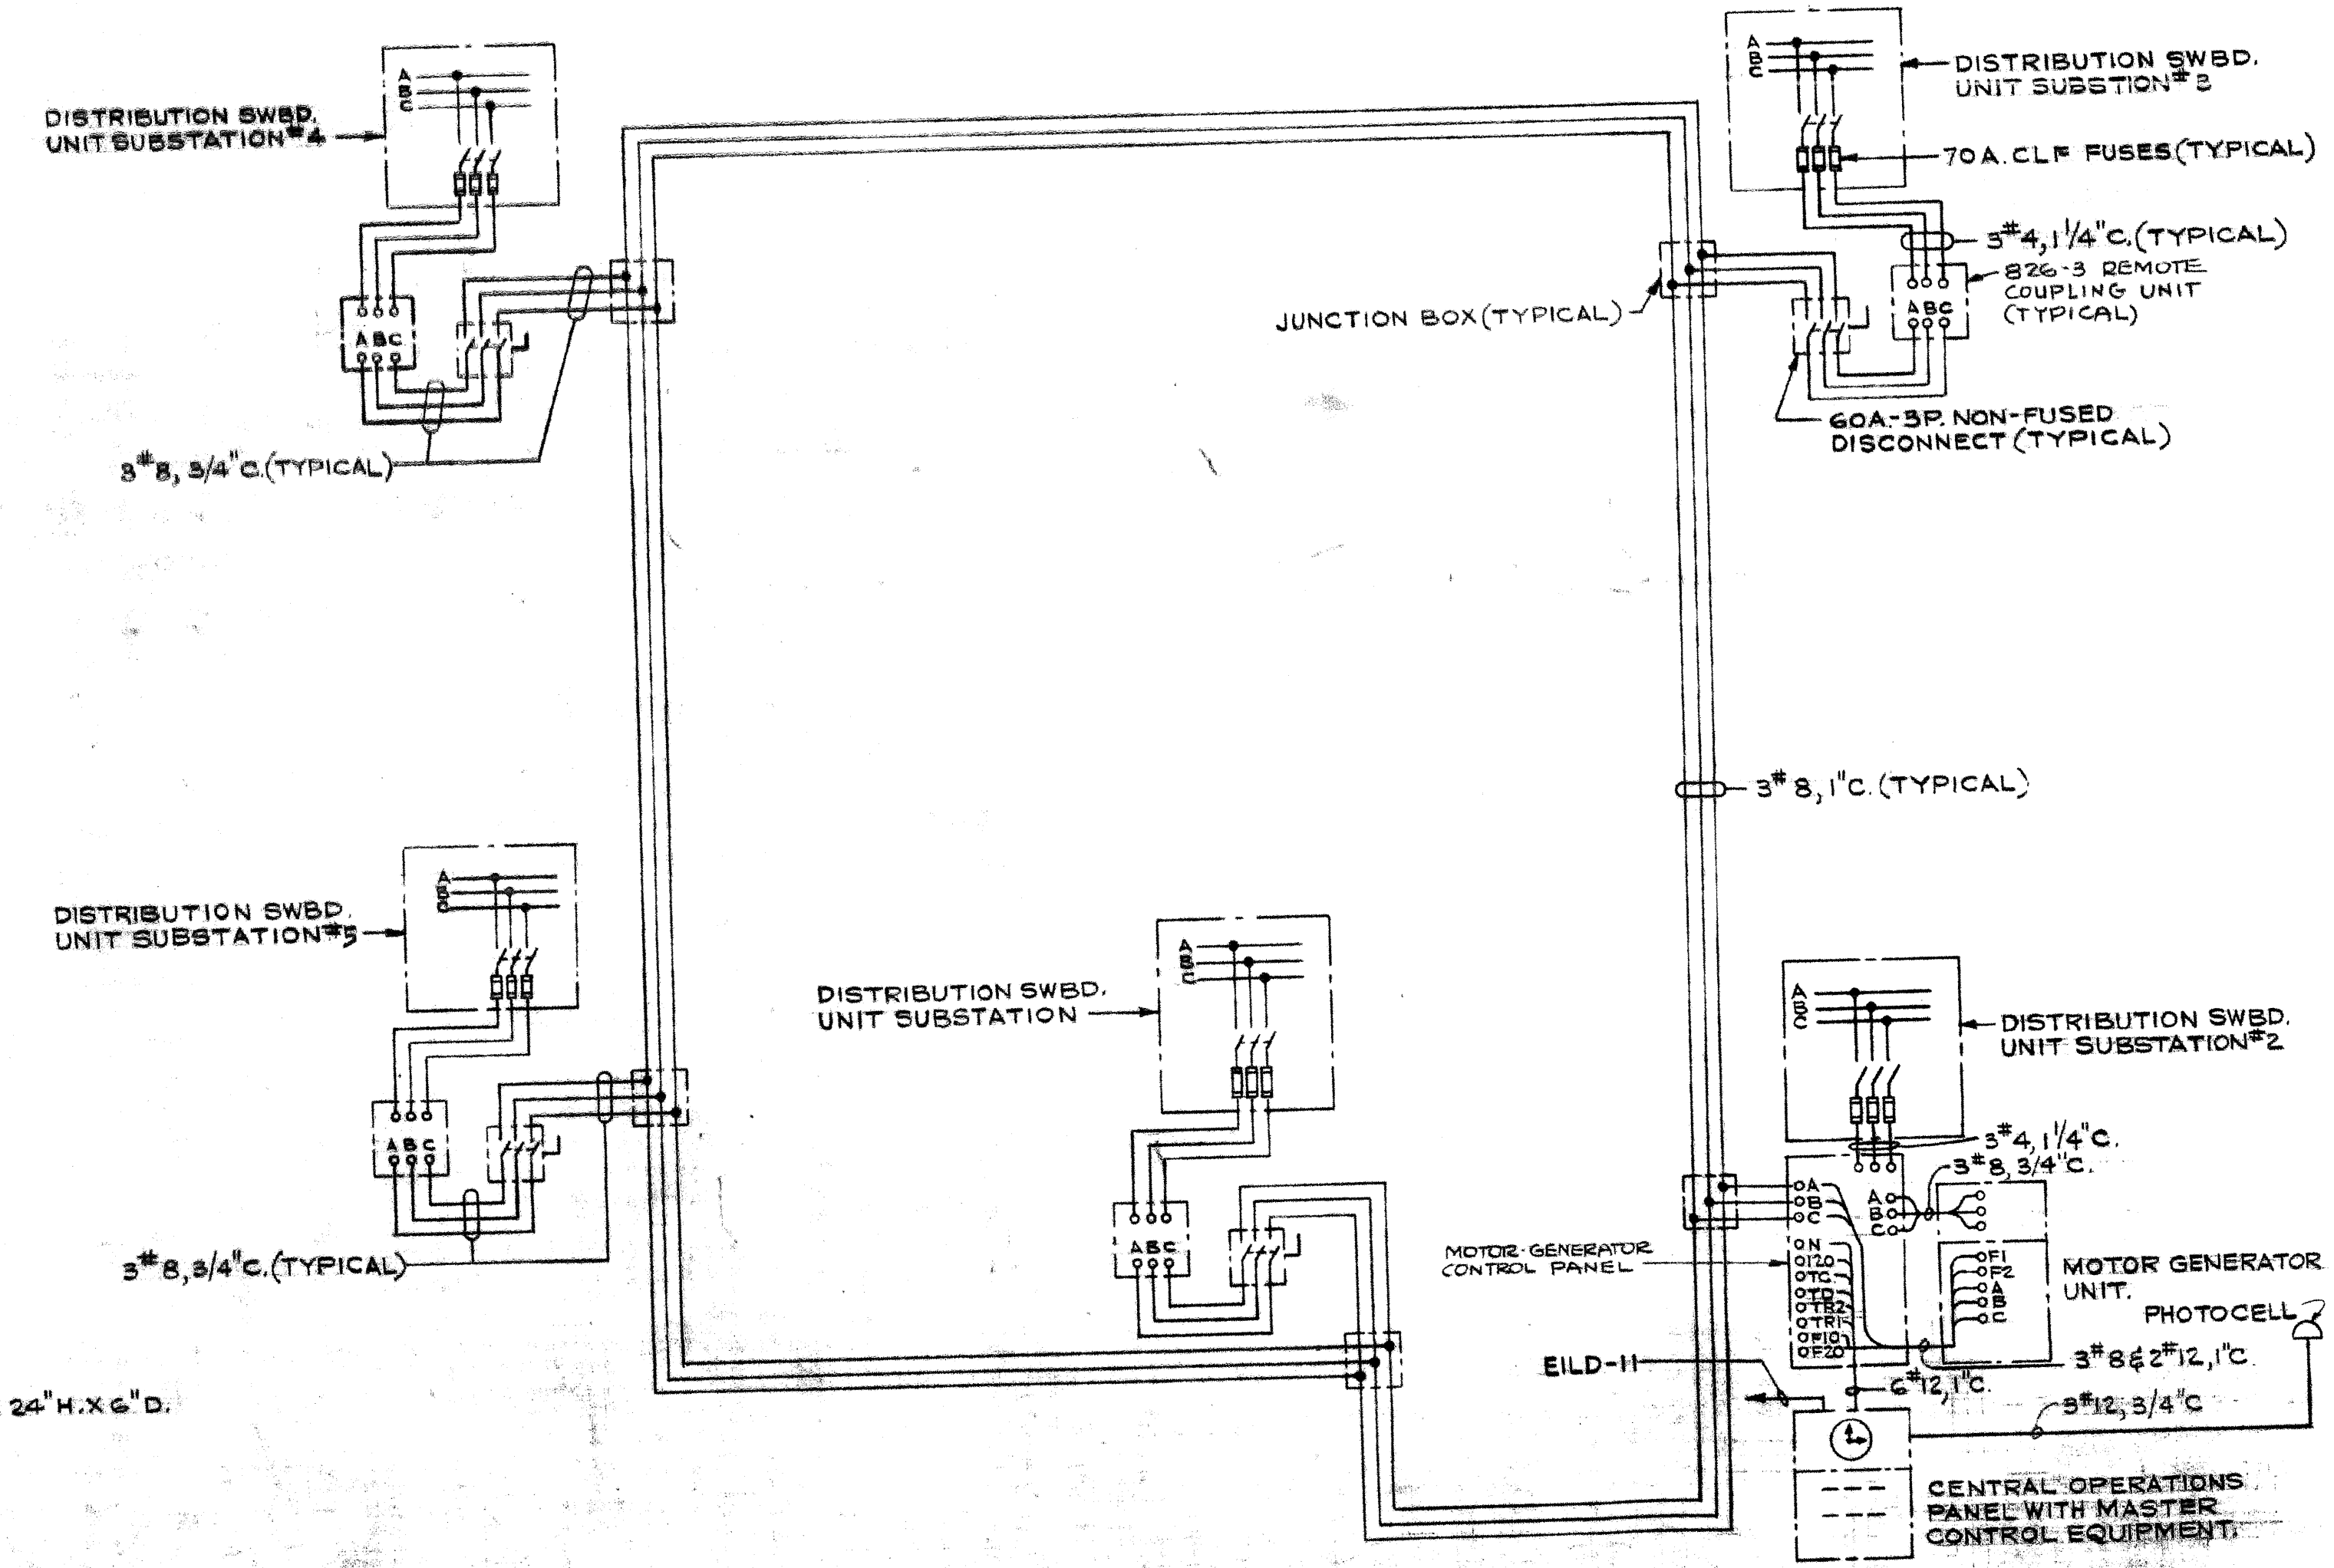 A
B
C
DISTRIBUTION SWBD.
UNIT SUBSTATION #4
A B C
3#8, 3/4"C. (TYPICAL)
A
B
C
DISTRIBUTION SWBD.
UNIT SUBSTION #3
70 A. CLF FUSES (TYPICAL)
3#4, 1 1/4"C. (TYPICAL)
826-3 REMOTE
COUPLING UNIT
(TYPICAL)
A B C
JUNCTION BOX (TYPICAL)
60A.-3P. NON-FUSED
DISCONNECT (TYPICAL)
3#8, 1"C. (TYPICAL)
A
B
C
DISTRIBUTION SWBD.
UNIT SUBSTATION #5
A B C
3#8, 3/4"C. (TYPICAL)
A
B
C
DISTRIBUTION SWBD.
UNIT SUBSTATION
A B C
A
B
C
DISTRIBUTION SWBD.
UNIT SUBSTATION #2
3#4, 1 1/4"C.
3#8, 3/4"C.
A
B
C
A
B
C
N
120
TC
TD
TR2
TR1
F10
F20
MOTOR-GENERATOR
CONTROL PANEL
F1
F2
A
B
C
MOTOR GENERATOR
UNIT.
PHOTOCELL
EILD-11
3#8 & 2#12, 1"C.
6#12, 1"C.
3#12, 3/4"C
24"H. X 6"D.
CENTRAL OPERATIONS
PANEL WITH MASTER
CONTROL EQUIPMENT.